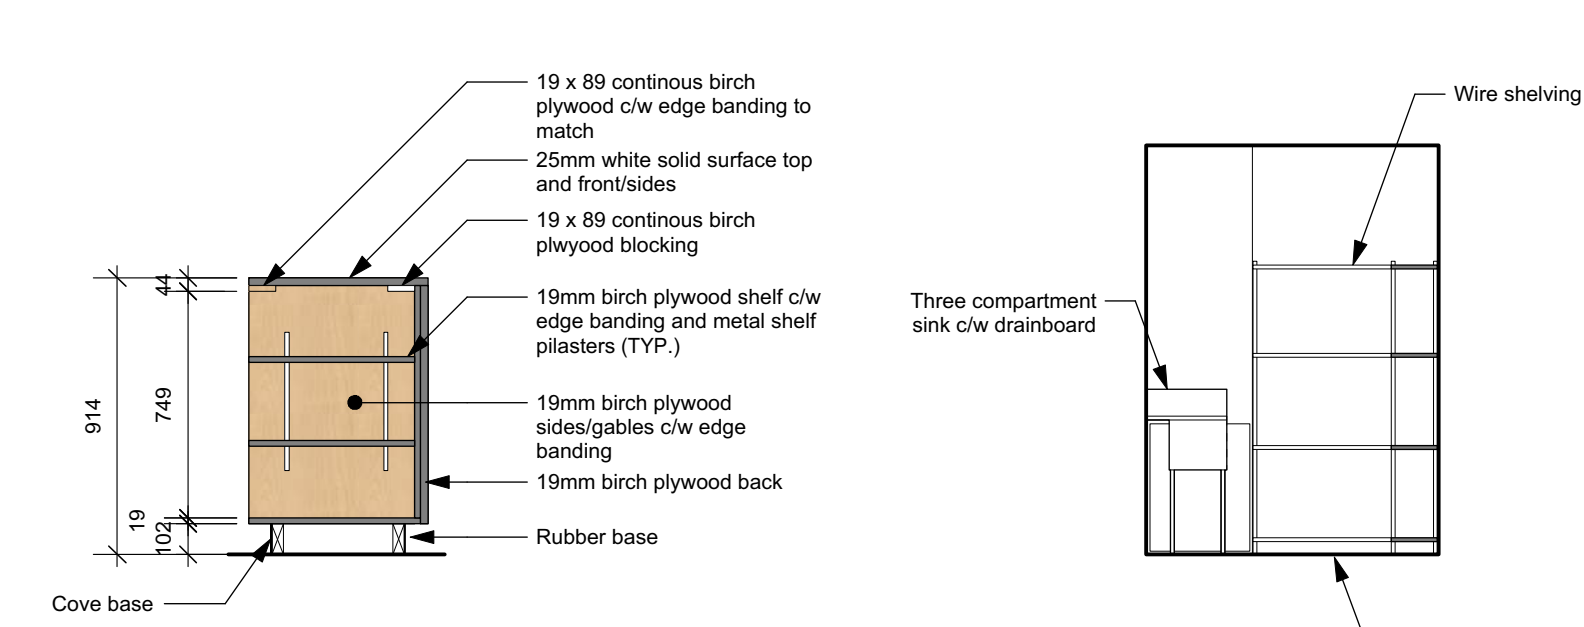 19 x 89 continous birch
plywood c/w edge banding to
match
25mm white solid surface top
and front/sides
19 x 89 continous birch
plwyood blocking
19mm birch plywood shelf c/w
edge banding and metal shelf
pilasters (TYP.)
19mm birch plywood
sides/gables c/w edge
banding
19mm birch plywood back
Rubber base
Cove base
914
44
749
19
102
Wire shelving
Three compartment
sink c/w drainboard